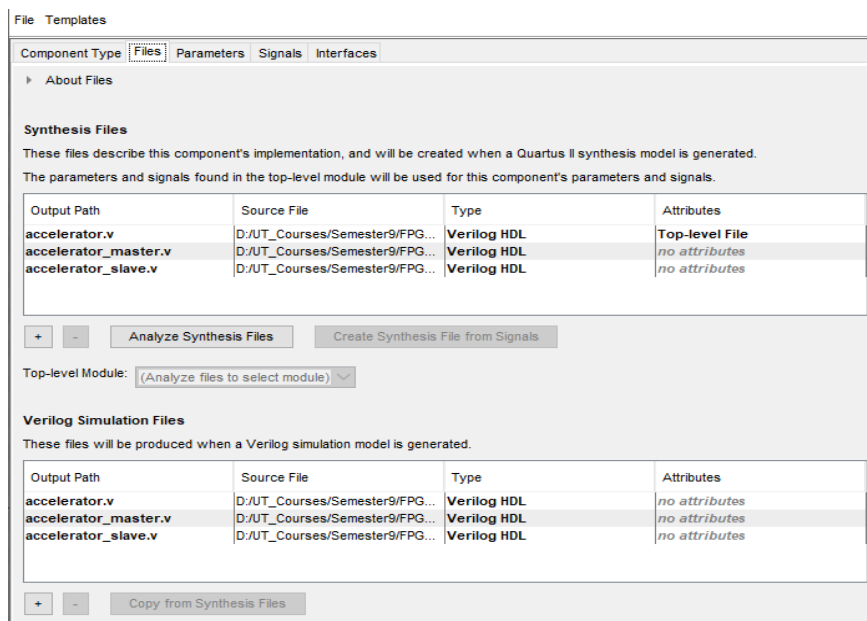 File Templates
Component Type Files Parameters Signals Interfaces
About Files
Synthesis Files
These files describe this component's implementation, and will be created when a Quartus II synthesis model is generated.
The parameters and signals found in the top-level module will be used for this component's parameters and signals.
Output Path Source File Type Attributes
accelerator.v D:/UT_Courses/Semester9/FPG... Verilog HDL Top-level File
accelerator_master.v D:/UT_Courses/Semester9/FPG... Verilog HDL no attributes
accelerator_slave.v D:/UT_Courses/Semester9/FPG... Verilog HDL no attributes
+ - Analyze Synthesis Files Create Synthesis File from Signals
Top-level Module: (Analyze files to select module)
Verilog Simulation Files
These files will be produced when a Verilog simulation model is generated.
Output Path Source File Type Attributes
accelerator.v D:/UT_Courses/Semester9/FPG... Verilog HDL no attributes
accelerator_master.v D:/UT_Courses/Semester9/FPG... Verilog HDL no attributes
accelerator_slave.v D:/UT_Courses/Semester9/FPG... Verilog HDL no attributes
+ - Copy from Synthesis Files